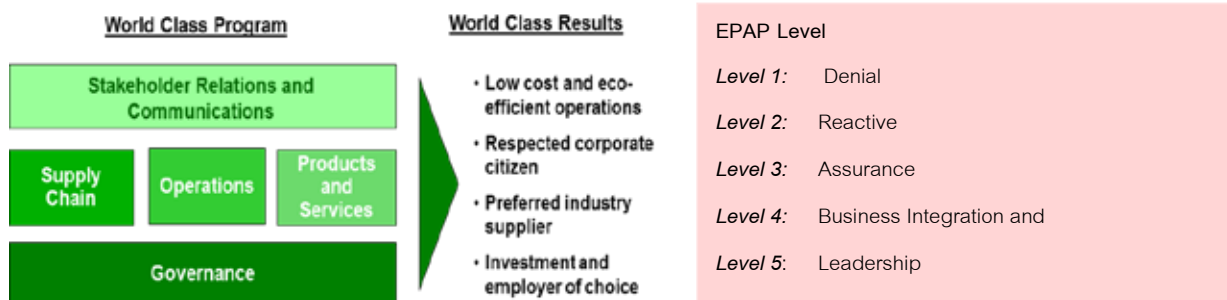 World Class Program
Stakeholder Relations and
Communications
Supply
Chain
Operations
Products
and
Services
Governance
World Class Results
• Low cost and eco-
efficient operations
• Respected corporate
citizen
• Preferred industry
supplier
• Investment and
employer of choice
EPAP Level
Level 1: Denial
Level 2: Reactive
Level 3: Assurance
Level 4: Business Integration and
Level 5: Leadership